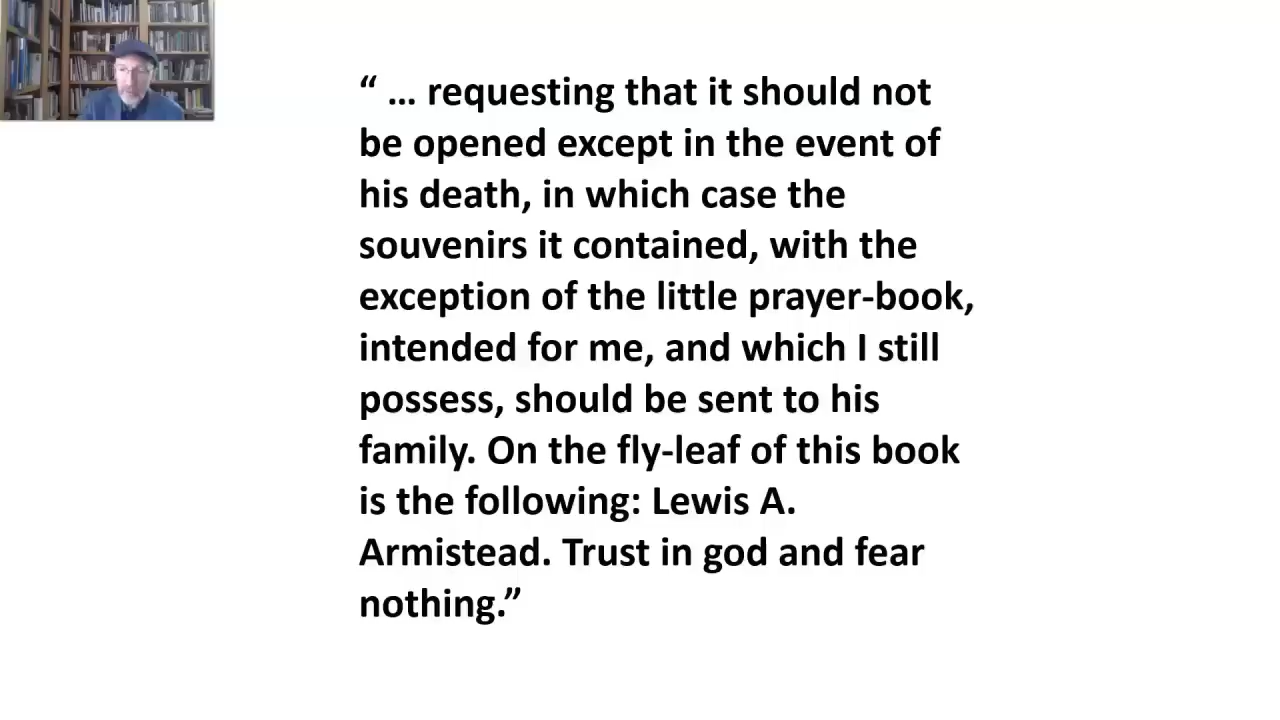 “ ... requesting that it should not
be opened except in the event of
his death, in which case the
souvenirs it contained, with the
exception of the little prayer-book,
intended for me, and which I still
possess, should be sent to his
family. On the fly-leaf of this book
is the following: Lewis A.
Armistead. Trust in god and fear
nothing.”